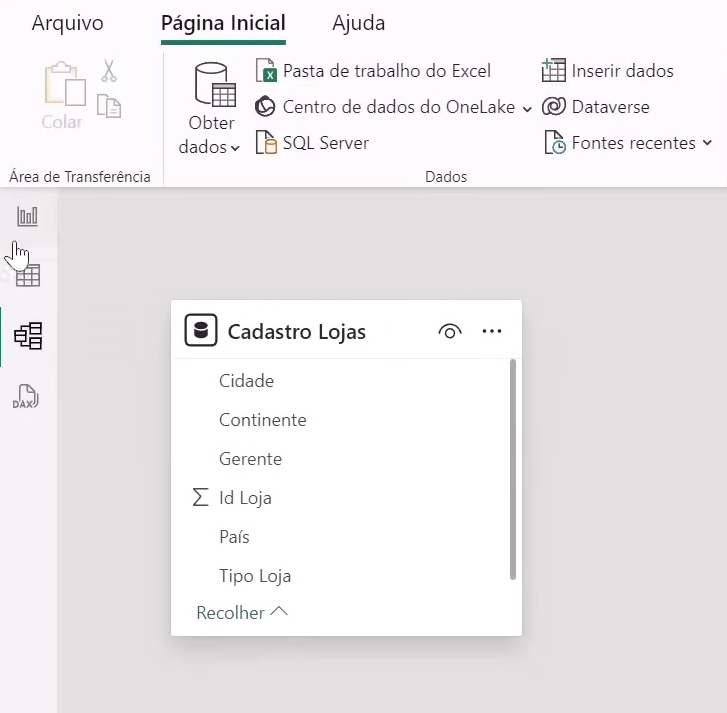 Arquivo Página Inicial Ajuda
Colar
Área de Transferência
Obter
dados
Pasta de trabalho do Excel
Centro de dados do OneLake
SQL Server
Inserir dados
Dataverse
Fontes recentes
Dados
DAX
Cadastro Lojas
Cidade
Continente
Gerente
Σ Id Loja
País
Tipo Loja
Recolher